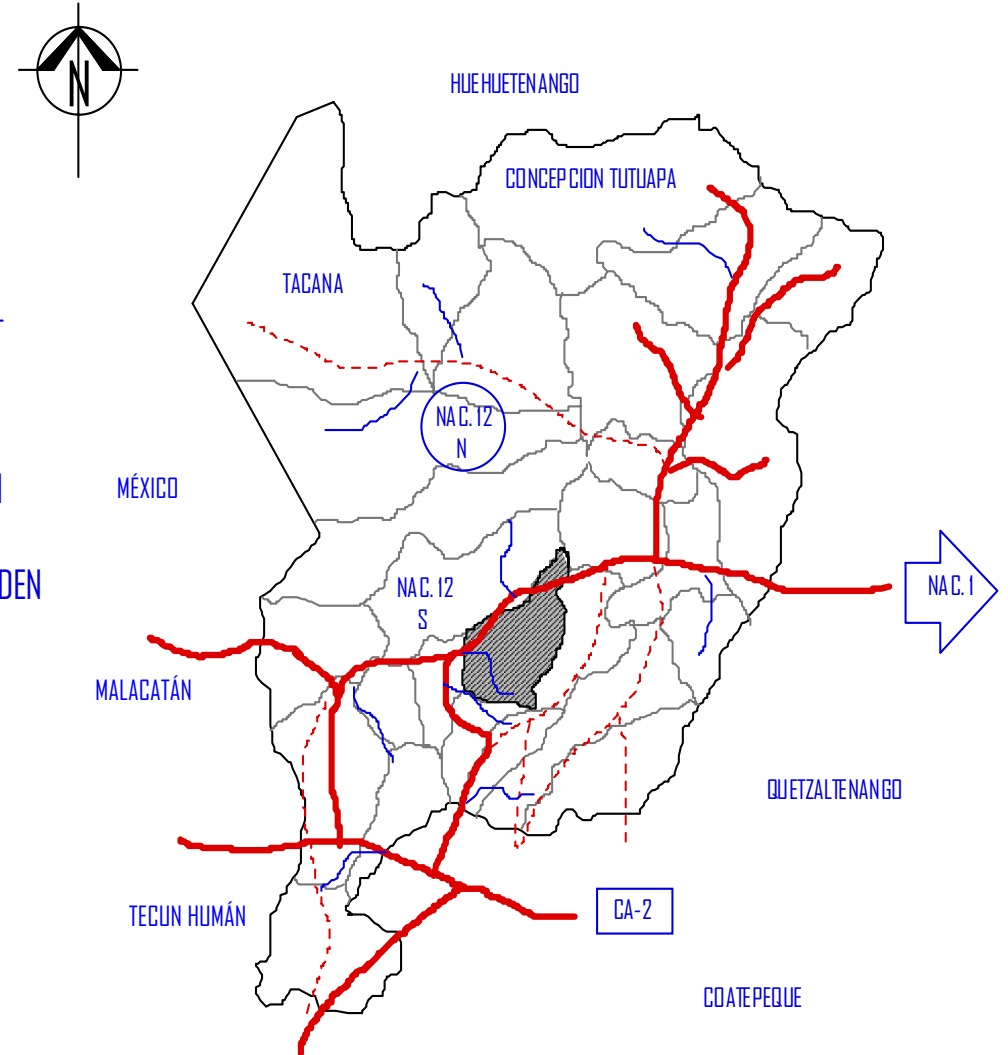 N
HUEHUETENANGO
CONCEPCION TUTUAPA
TACANA
NAC. 12
N
MÉXICO
DEN
NAC. 12
S
NAC. 1
MALACATÁN
QUETZALTENANGO
TECUN HUMÁN
CA-2
COATEPEQUE